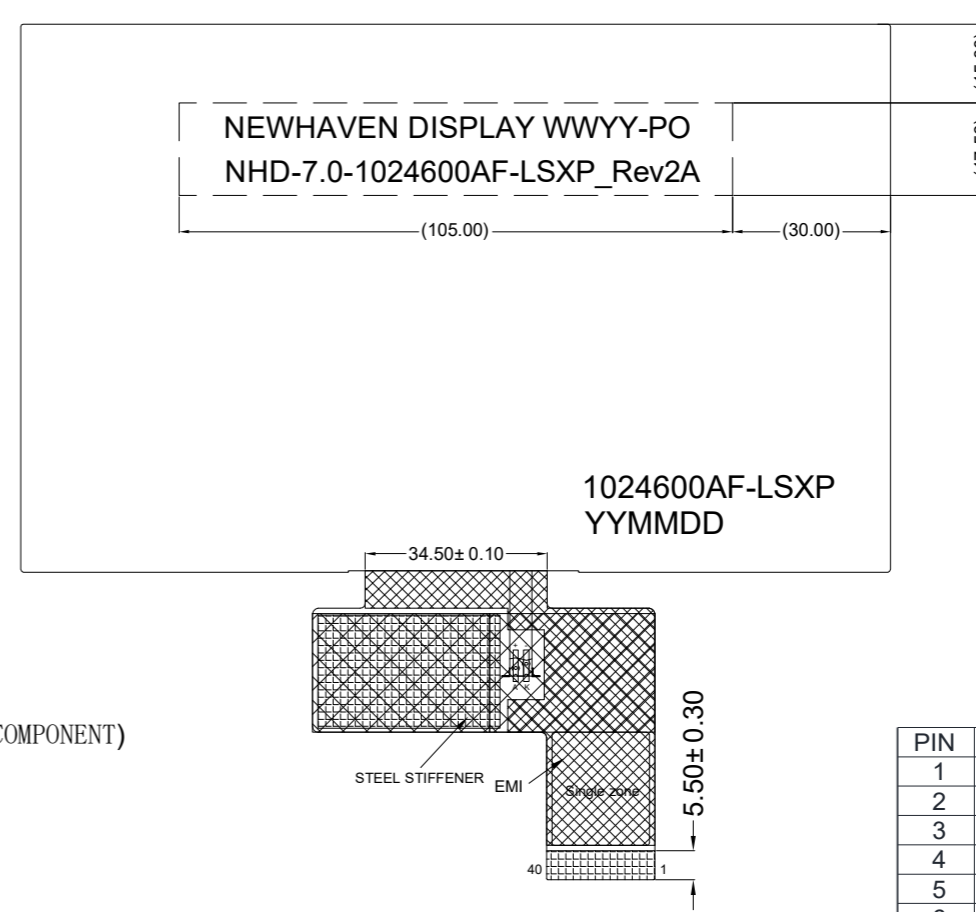 NEWHAVEN DISPLAY WWYY-PO
NHD-7.0-1024600AF-LSXP_Rev2A
(105.00)
(30.00)
1024600AF-LSXP
YYMMDD
34.50± 0.10
COMPONENT)
STEEL STIFFENER
EMI
Single zone
5.50± 0.30
40
1
PIN
1
2
3
4
5